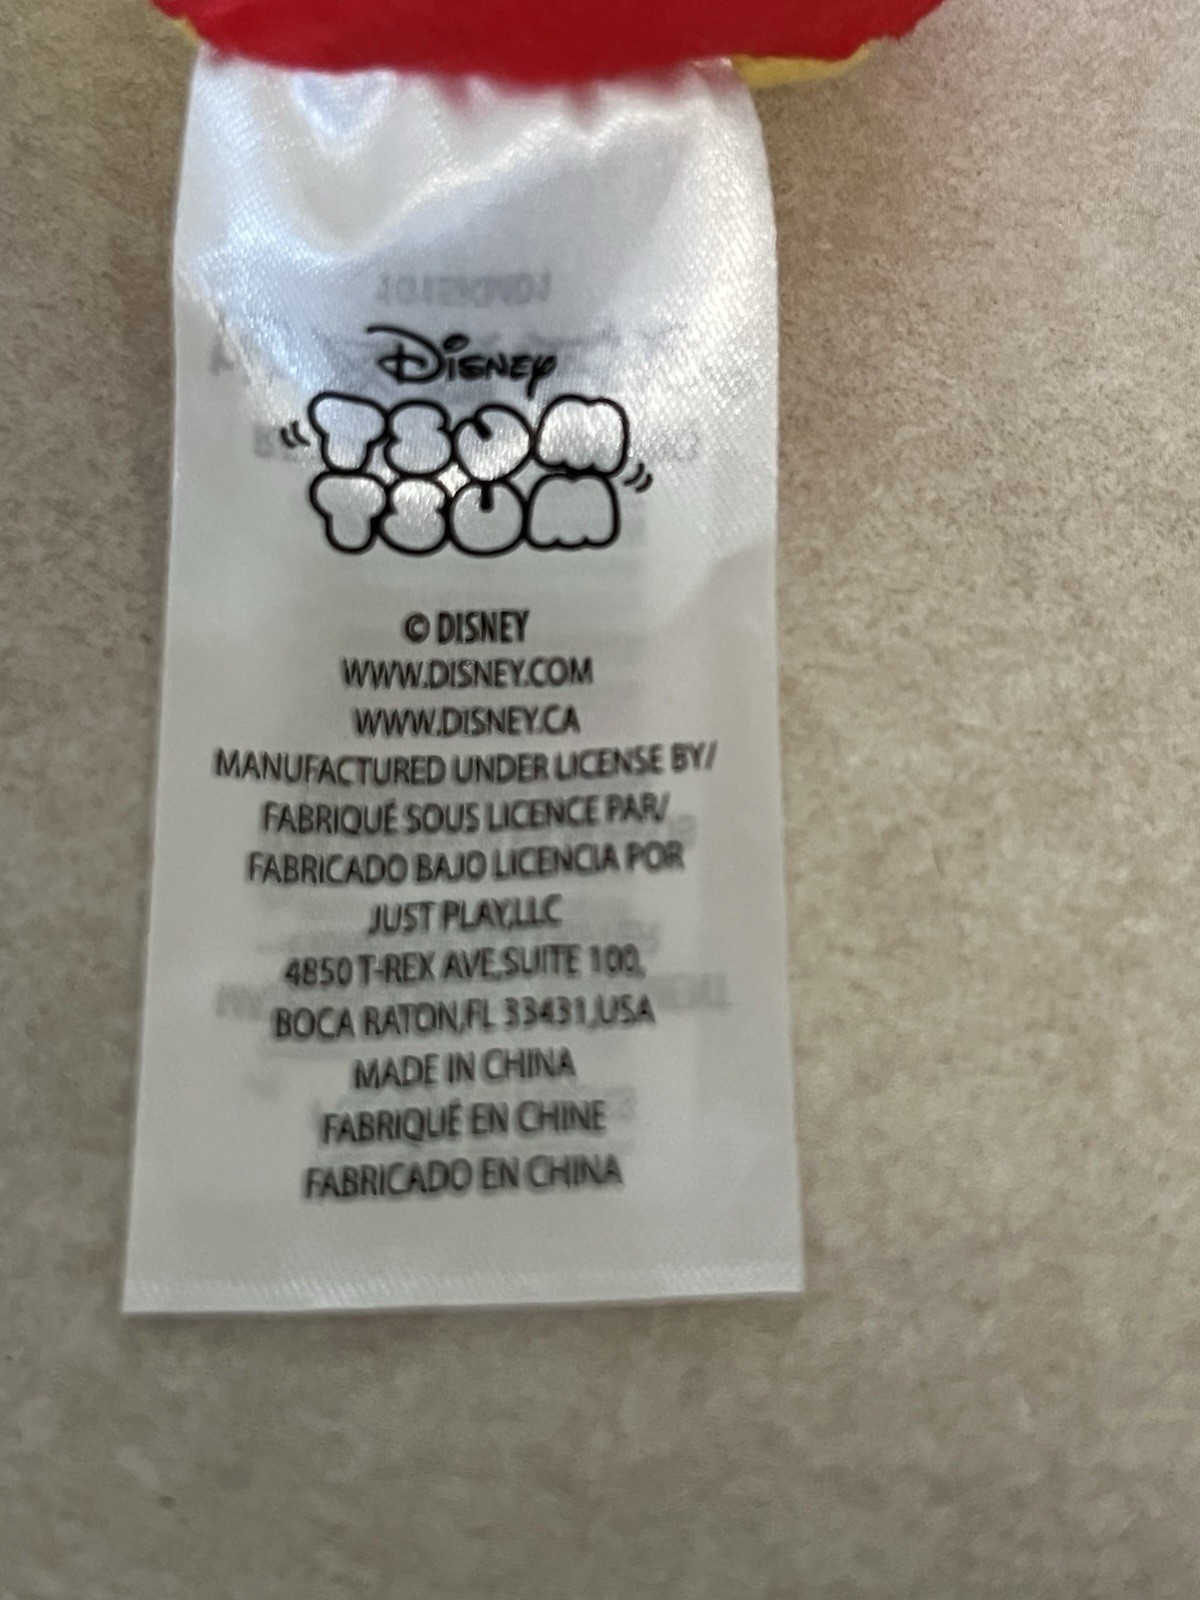 Disney
TSUM
TSUM
© DISNEY
WWW.DISNEY.COM
WWW.DISNEY.CA
MANUFACTURED UNDER LICENSE BY/
FABRIQUÉ SOUS LICENCE PAR/
FABRICADO BAJO LICENCIA POR
JUST PLAY,LLC
4850 T-REX AVE,SUITE 100,
BOCA RATON,FL 33431,USA
MADE IN CHINA
FABRIQUÉ EN CHINE
FABRICADO EN CHINA